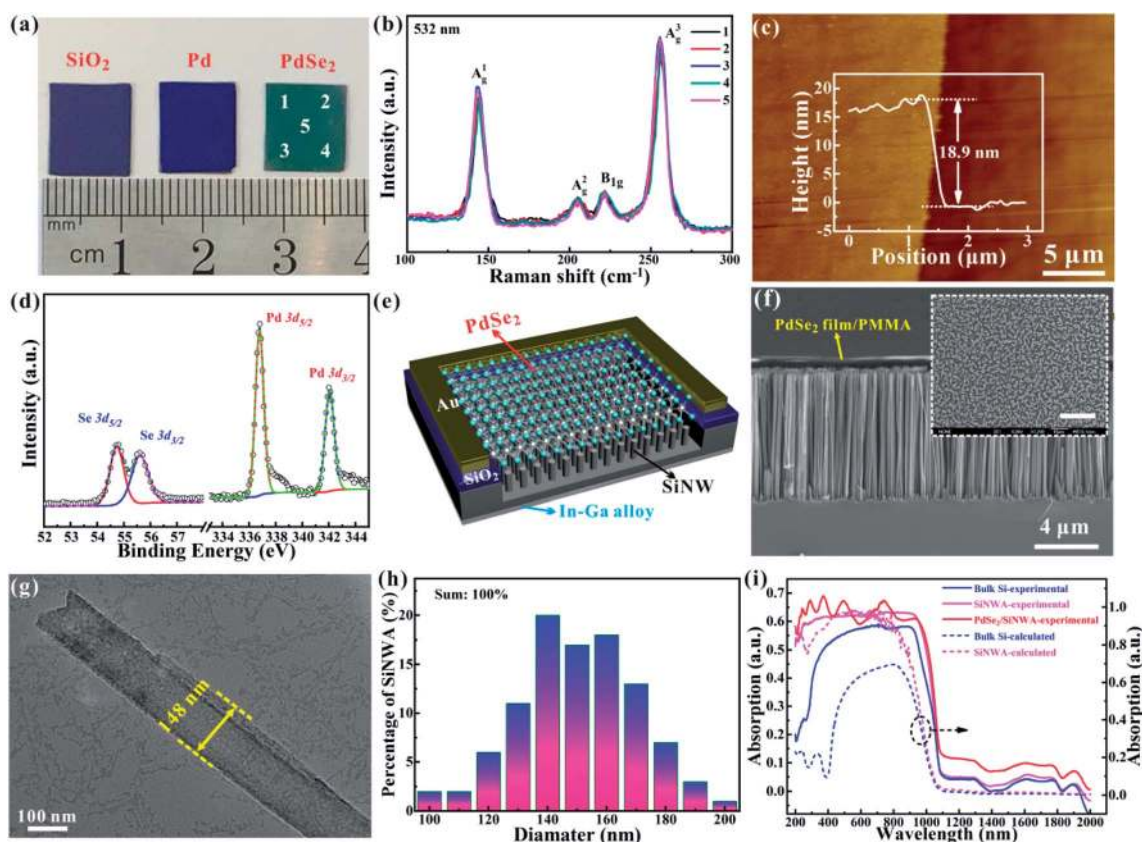 (a)
SiO2
Pd
PdSe2
1 2
5
3 4
mm
cm 1 2 3 4
(b)
532 nm
Ag1
Ag2
B1g
Ag3
1
2
3
4
5
Intensity (a.u.)
100 150 200 250 300
Raman shift (cm-1)
(c)
Height (nm)
20
15
10
5
0
-5
18.9 nm
0 1 2 3
Position (μm)
5 μm
(d)
Pd 3d5/2
Pd 3d3/2
Se 3d5/2
Se 3d3/2
Intensity (a.u.)
52 53 54 55 56 57 334 336 338 340 342 344
Binding Energy (eV)
(e)
PdSe2
Au
SiO2
SiNW
In-Ga alloy
(f)
PdSe2 film/PMMA
4 μm
(g)
48 nm
100 nm
(h)
Sum: 100%
Percentage of SiNWA (%)
20
15
10
5
0
100 120 140 160 180 200
Diamater (nm)
(i)
Bulk Si-experimental
SiNWA-experimental
PdSe2/SiNWA-experimental
Bulk Si-calculated
SiNWA-calculated
Absorption (a.u.)
0.7
0.6
0.5
0.4
0.3
0.2
0.1
0.0
1.0
0.8
0.6
0.4
0.2
0.0
Absorption (a.u.)
200 400 600 800 1000 1200 1400 1600 1800 2000
Wavelength (nm)